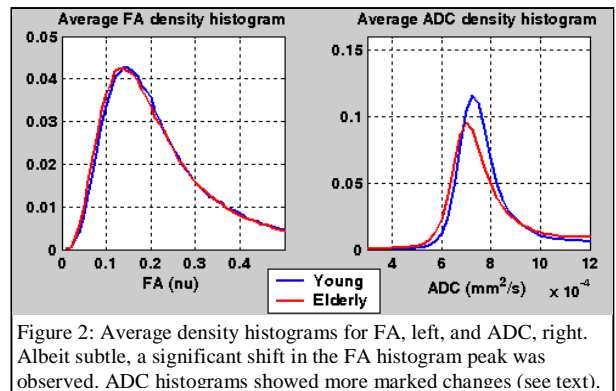 Average FA density histogram
0.05
0.04
0.03
0.02
0.01
0
0 0.1 0.2 0.3 0.4
FA (nu)
Average ADC density histogram
0.15
0.1
0.05
0
4 6 8 10 12
ADC (mm²/s) x 10⁻⁴
Young
Elderly
Figure 2: Average density histograms for FA, left, and ADC, right.
Albeit subtle, a significant shift in the FA histogram peak was
observed. ADC histograms showed more marked changes (see text).